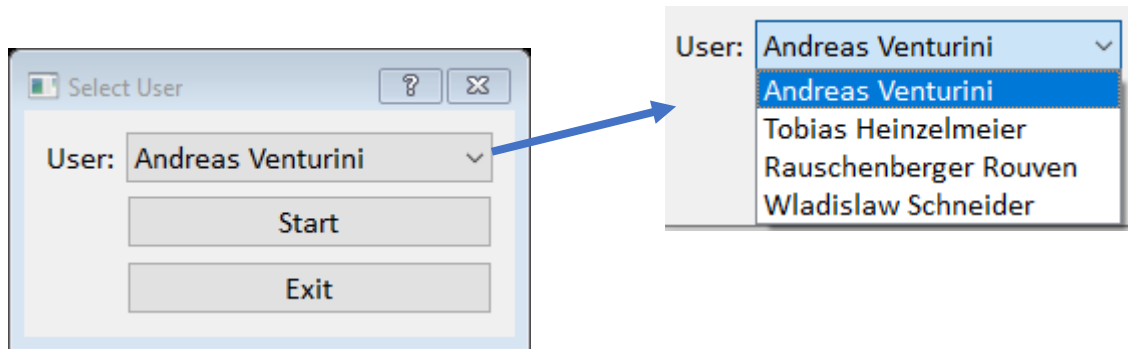 Select User
User: Andreas Venturini
Start
Exit
User: Andreas Venturini
Andreas Venturini
Tobias Heinzelmeier
Rauschenberger Rouven
Wladislaw Schneider